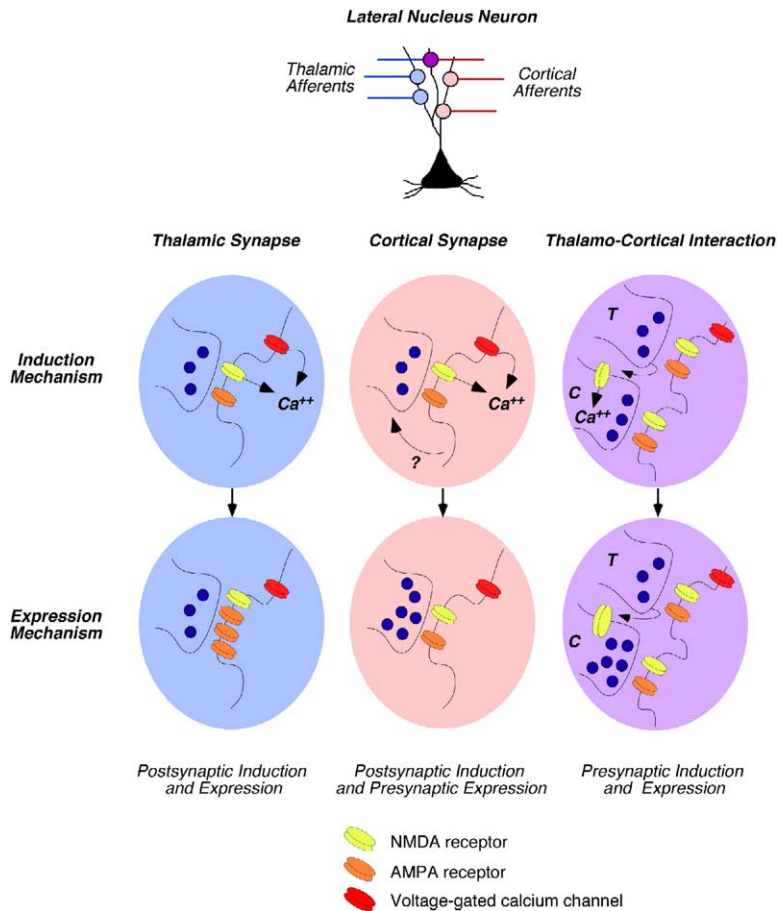 Lateral Nucleus Neuron
Thalamic
Afferents
Cortical
Afferents
Thalamic Synapse
Cortical Synapse
Thalamo-Cortical Interaction
Induction
Mechanism
Ca++
Ca++
?
T
C
Ca++
Expression
Mechanism
T
C
Postsynaptic Induction
and Expression
Postsynaptic Induction
and Presynaptic Expression
Presynaptic Induction
and Expression
NMDA receptor
AMPA receptor
Voltage-gated calcium channel